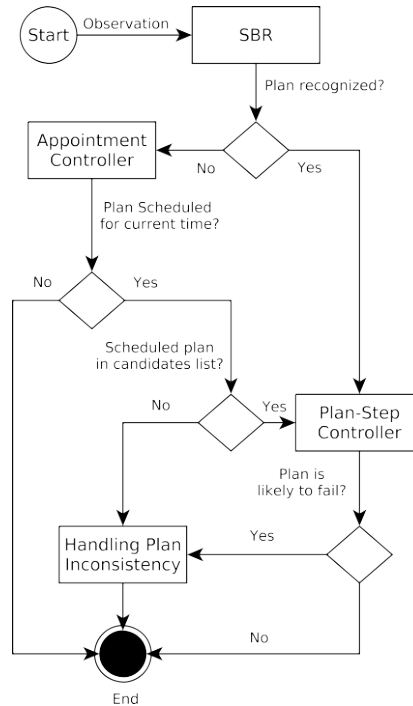 Observation
Start
SBR
Plan recognized?
Appointment
Controller
No
Yes
Plan Scheduled
for current time?
No
Yes
Scheduled plan
in candidates list?
No
Yes
Plan-Step
Controller
Plan is
likely to fail?
Handling Plan
Inconsistency
Yes
No
End